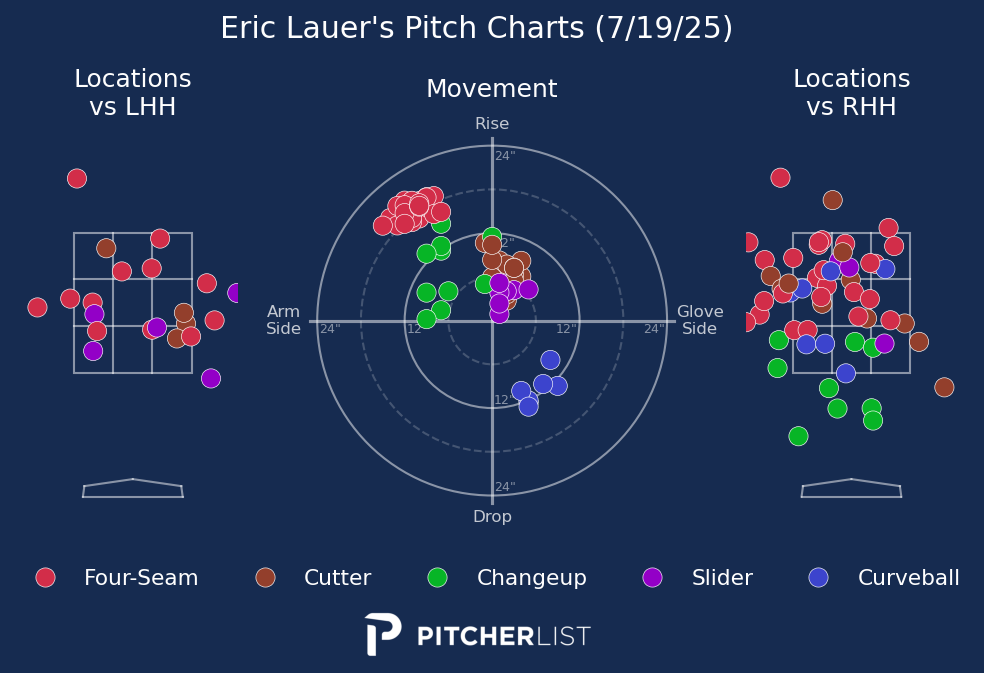 Eric Lauer's Pitch Charts (7/19/25)
Locations
vs LHH
Movement
Locations
vs RHH
Rise
24"
12"
Arm
Side
24"
12"
12"
24"
Glove
Side
12"
24"
Drop
Four-Seam
Cutter
Changeup
Slider
Curveball
PITCHERLIST